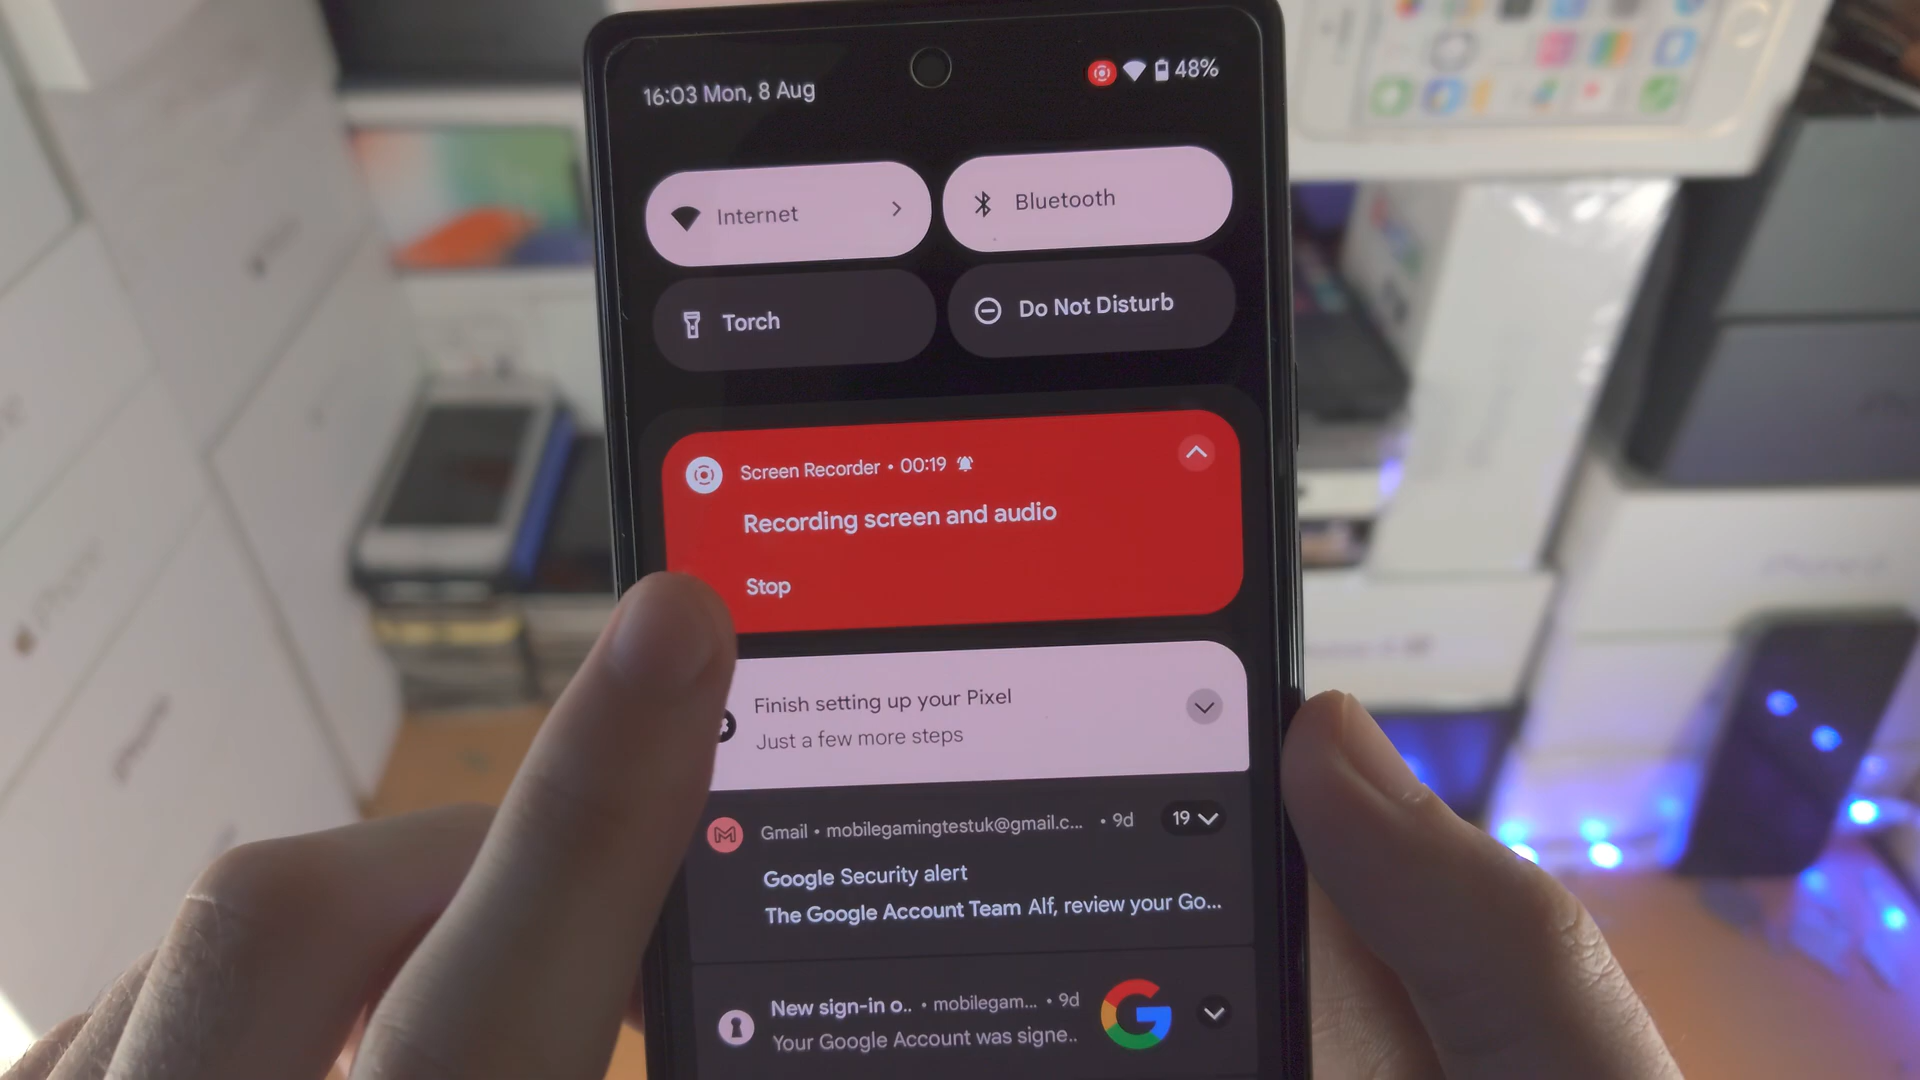 16:03 Mon, 8 Aug
48%
Internet
Bluetooth
Torch
Do Not Disturb
Screen Recorder • 00:19
Recording screen and audio
Stop
Finish setting up your Pixel
Just a few more steps
Gmail • mobilegamingtestuk@gmail.c... • 9d
19
Google Security alert
The Google Account Team Alf, review your Go...
New sign-in o.. • mobilegam... • 9d
Your Google Account was signe..